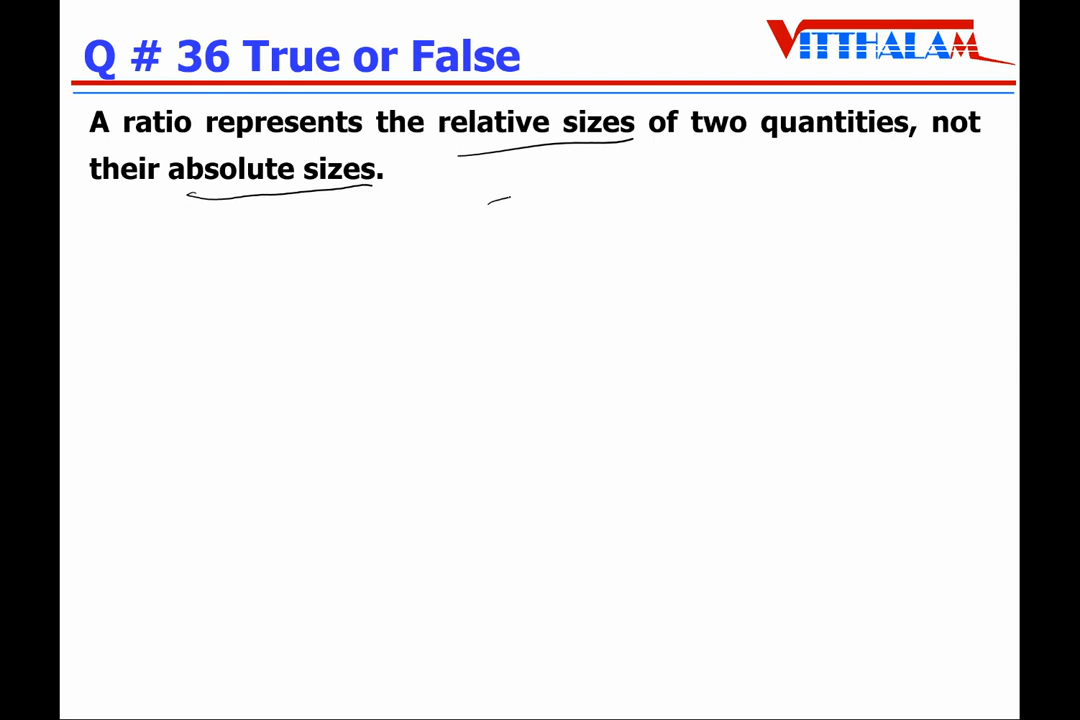 Q # 36 True or False
VITTHALAM
A ratio represents the relative sizes of two quantities, not
their absolute sizes.